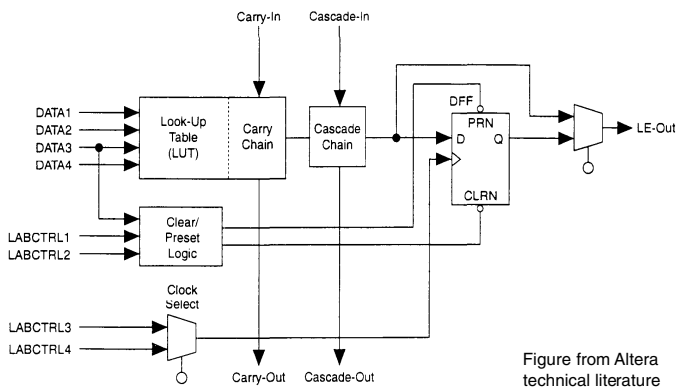 Carry-In
Cascade-In
DATA1
DATA2
DATA3
DATA4
Look-Up
Table
(LUT)
Carry
Chain
Cascade
Chain
DFF
PRN
D
Q
CLRN
LE-Out
LABCTRL1
LABCTRL2
Clear/
Preset
Logic
Clock
Select
LABCTRL3
LABCTRL4
Carry-Out
Cascade-Out
Figure from Altera
technical literature